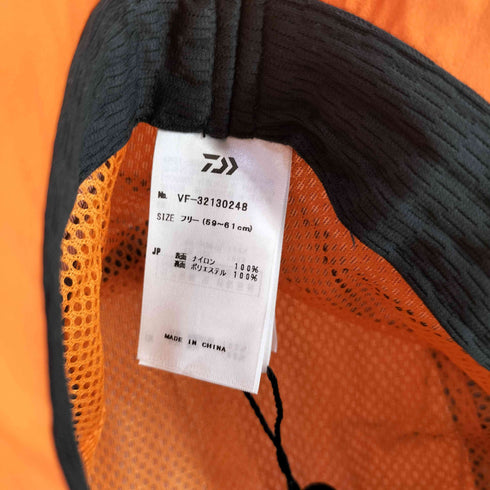 No. VF-32130248
SIZE フリー(59~61cm)
JP 表面 ナイロン 100%
裏面 ポリエステル 100%
MADE IN CHINA